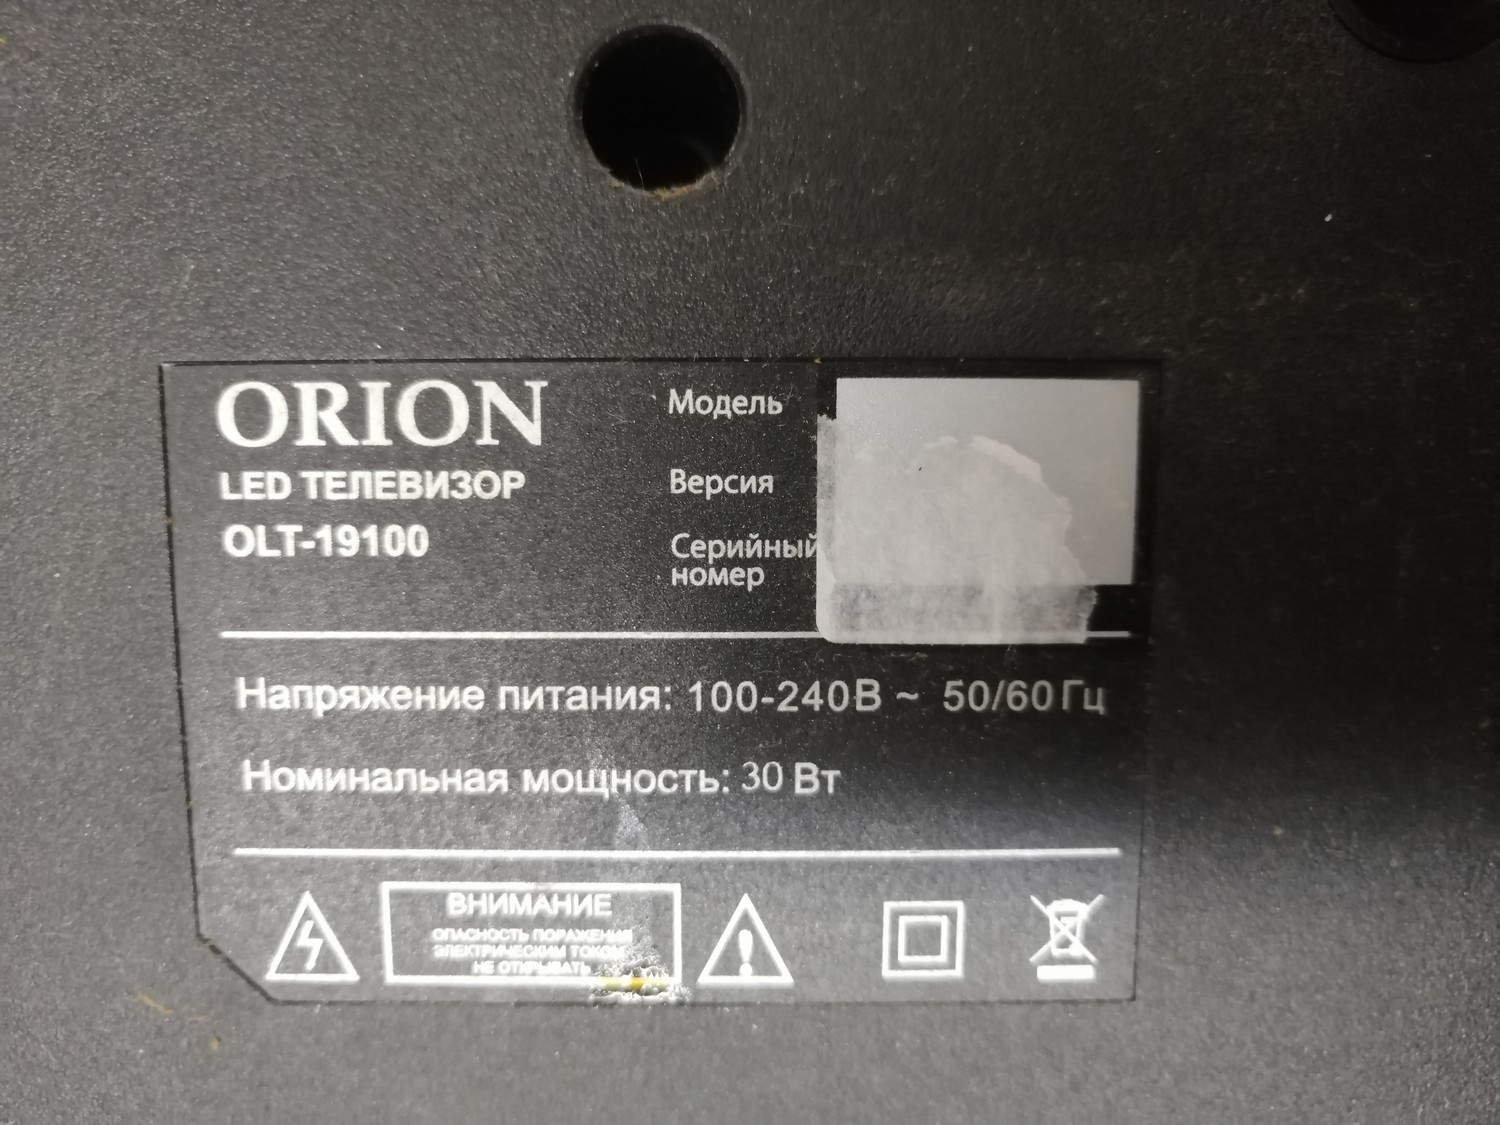 ORION
LED ТЕЛЕВИЗОР
OLT-19100
Модель
Версия
Серийный
номер
Напряжение питания: 100-240В ~ 50/60Гц
Номинальная мощность: 30 Вт
ВНИМАНИЕ
ОПАСНОСТЬ ПОРАЖЕНИЯ
ЭЛЕКТРИЧЕСКИМ ТОКОМ
НЕ ОТКРЫВАТЬ